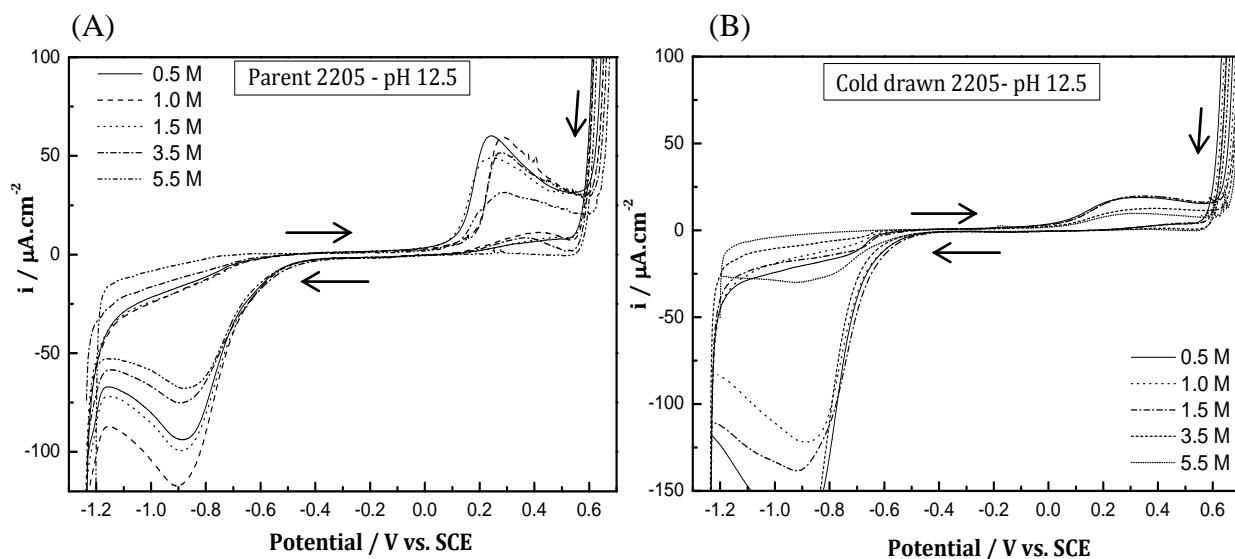 (A)
100
50
0
-50
-100
i / µA.cm-2
0.5 M
1.0 M
1.5 M
3.5 M
5.5 M
Parent 2205 - pH 12.5
-1.2 -1.0 -0.8 -0.6 -0.4 -0.2 0.0 0.2 0.4 0.6
Potential / V vs. SCE
(B)
100
50
0
-50
-100
-150
i / µA.cm-2
Cold drawn 2205- pH 12.5
0.5 M
1.0 M
1.5 M
3.5 M
5.5 M
-1.2 -1.0 -0.8 -0.6 -0.4 -0.2 0.0 0.2 0.4 0.6
Potential / V vs. SCE